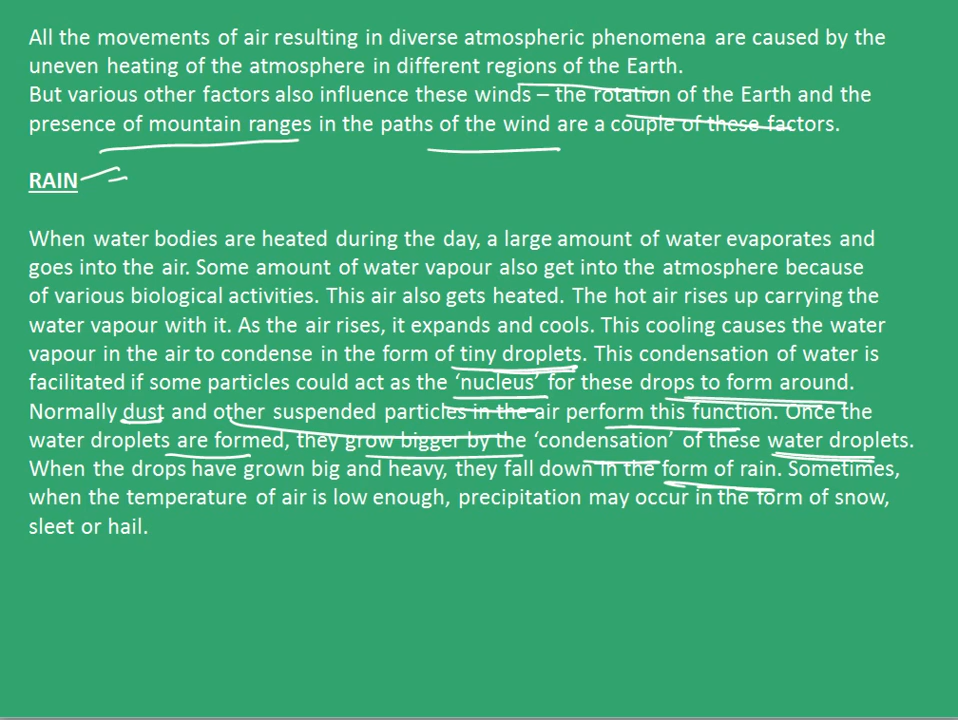 All the movements of air resulting in diverse atmospheric phenomena are caused by the
uneven heating of the atmosphere in different regions of the Earth.
But various other factors also influence these winds – the rotation of the Earth and the
presence of mountain ranges in the paths of the wind are a couple of these factors.
RAIN
When water bodies are heated during the day, a large amount of water evaporates and
goes into the air. Some amount of water vapour also get into the atmosphere because
of various biological activities. This air also gets heated. The hot air rises up carrying the
water vapour with it. As the air rises, it expands and cools. This cooling causes the water
vapour in the air to condense in the form of tiny droplets. This condensation of water is
facilitated if some particles could act as the ‘nucleus’ for these drops to form around.
Normally dust and other suspended particles in the air perform this function. Once the
water droplets are formed, they grow bigger by the ‘condensation’ of these water droplets.
When the drops have grown big and heavy, they fall down in the form of rain. Sometimes,
when the temperature of air is low enough, precipitation may occur in the form of snow,
sleet or hail.